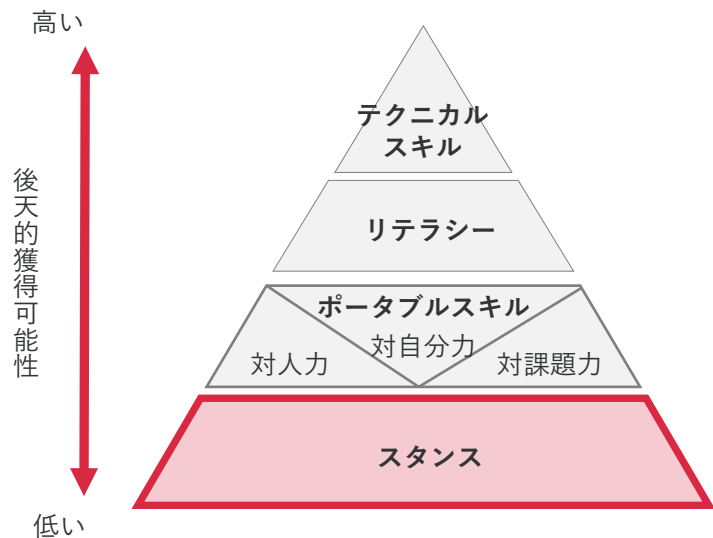 高い
後天的獲得可能性
低い
テクニカル
スキル
リテラシー
ポータブルスキル
対人力
対自分力
対課題力
スタンス